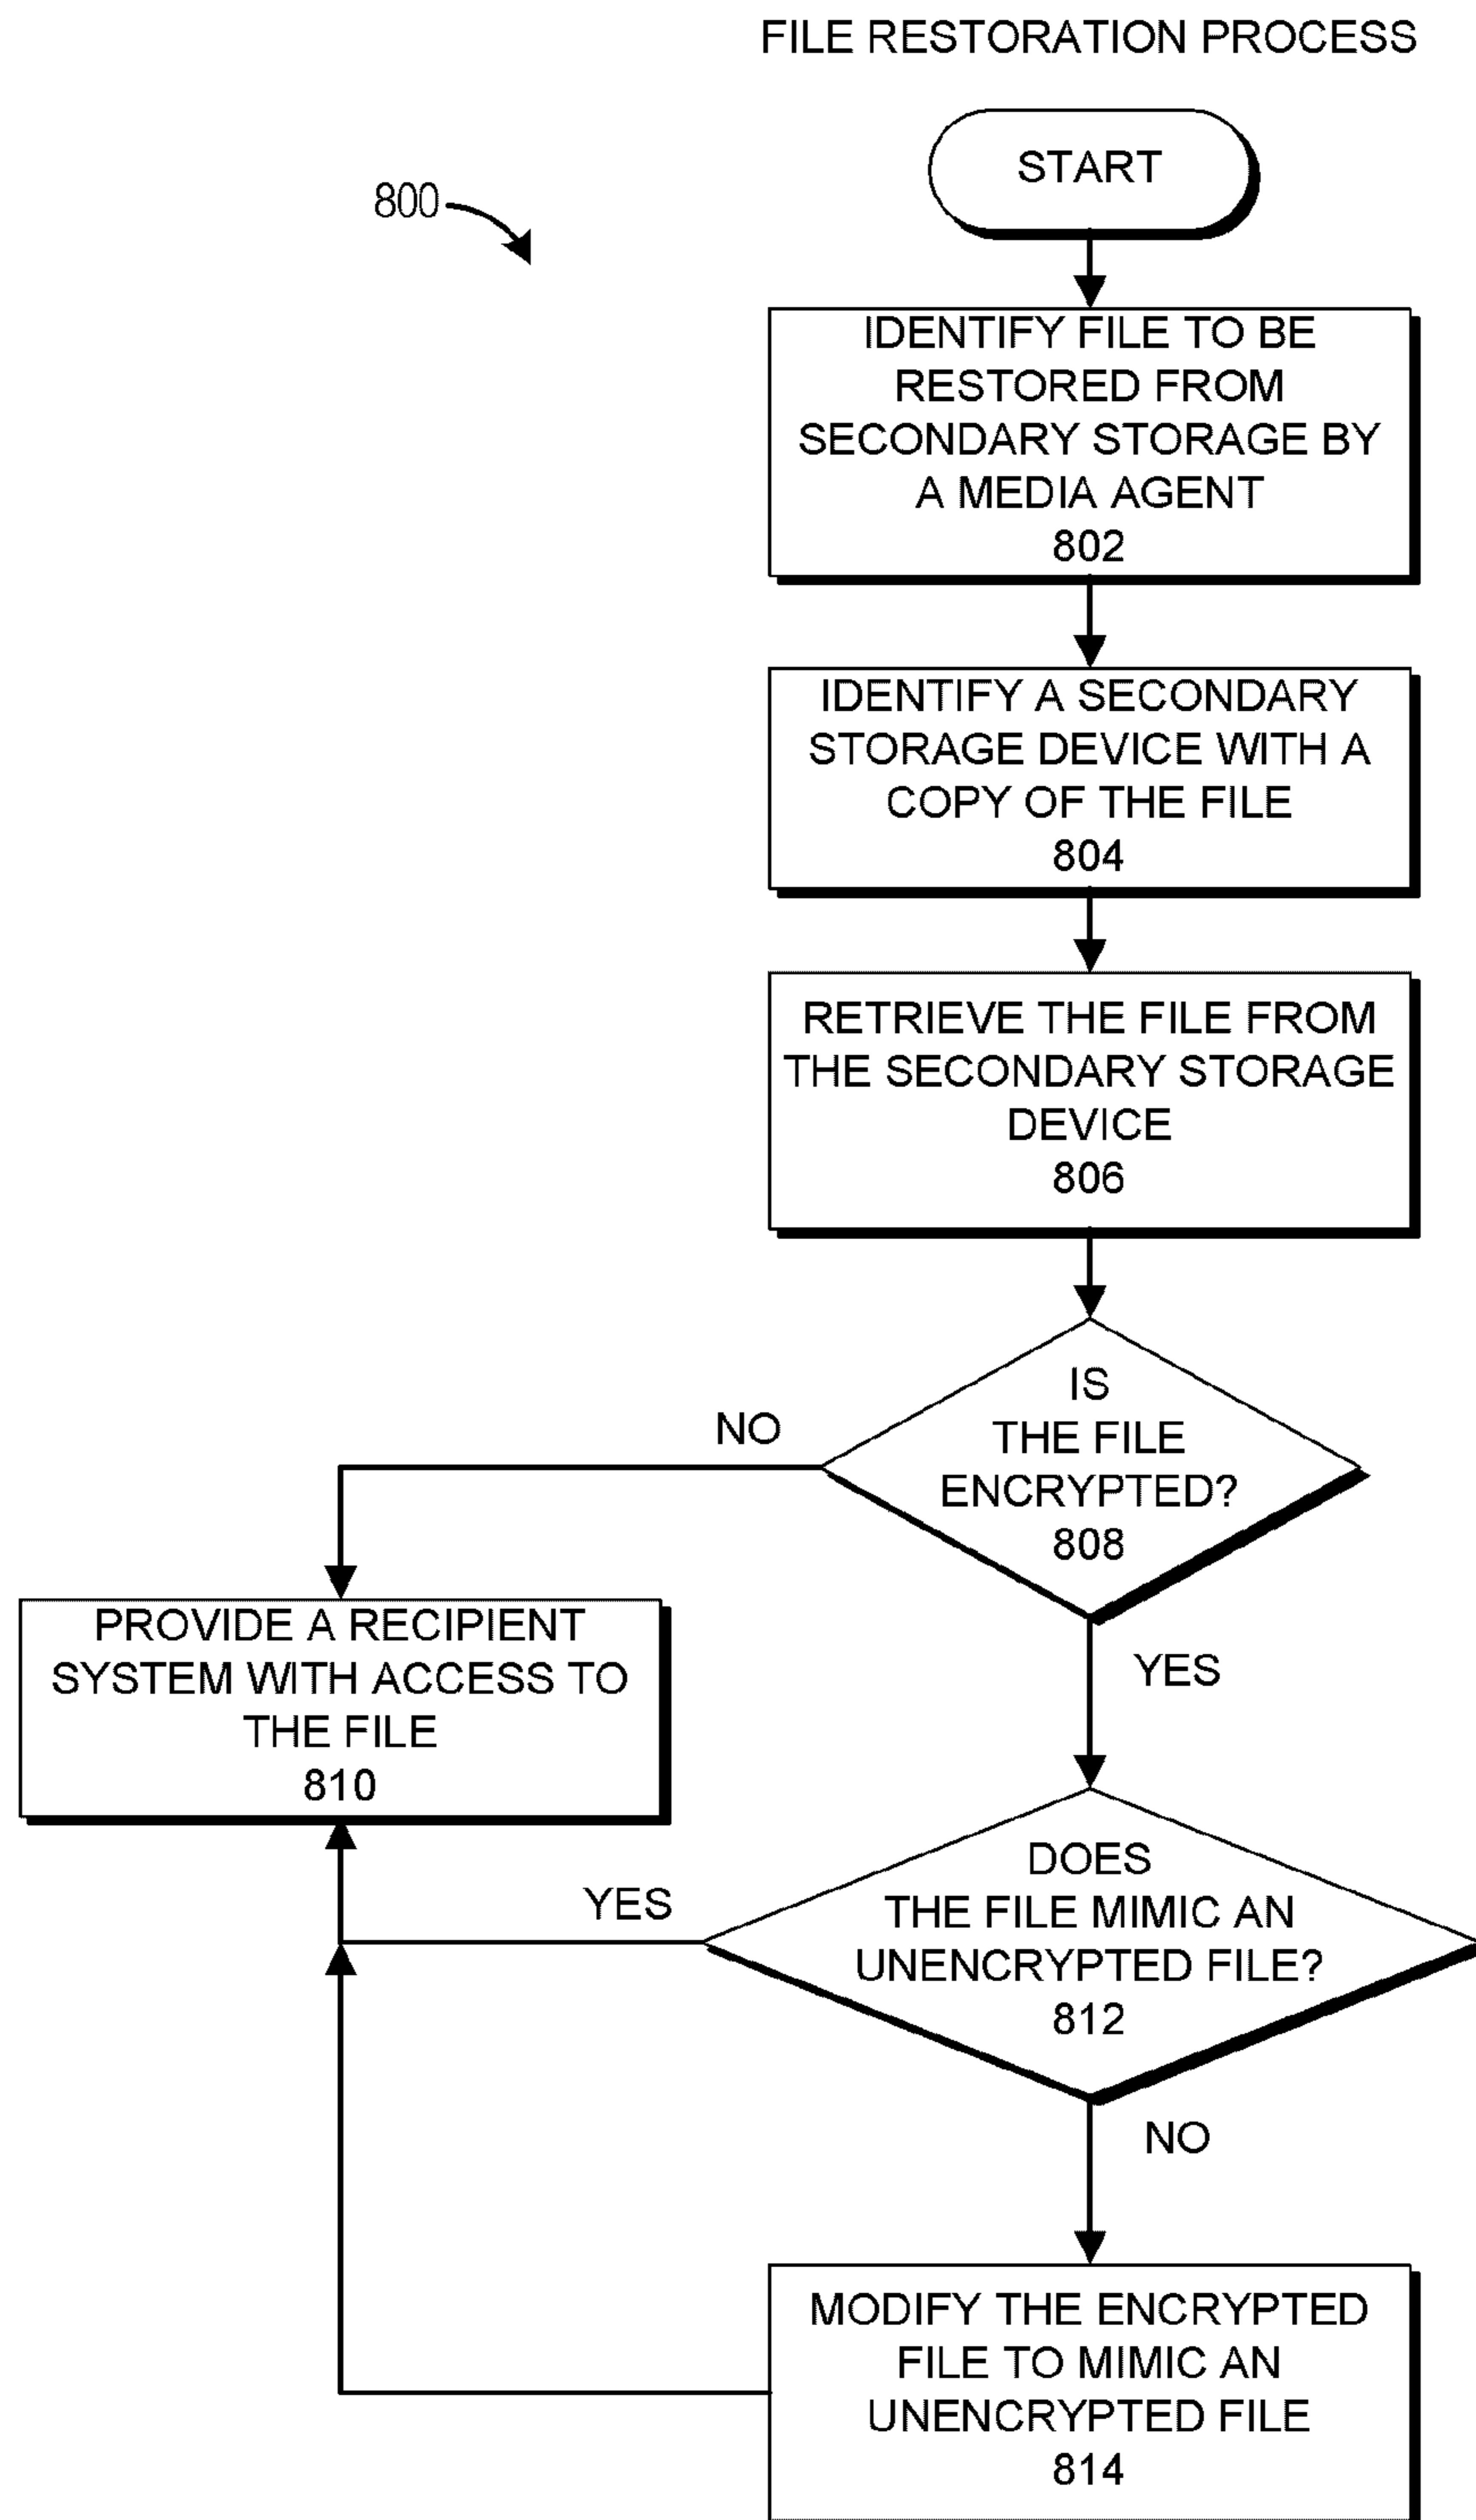 FILE RESTORATION PROCESS
START
800
IDENTIFY FILE TO BE
RESTORED FROM
SECONDARY STORAGE BY
A MEDIA AGENT
802
IDENTIFY A SECONDARY
STORAGE DEVICE WITH A
COPY OF THE FILE
804
RETRIEVE THE FILE FROM
THE SECONDARY STORAGE
DEVICE
806
IS
THE FILE
ENCRYPTED?
808
NO
PROVIDE A RECIPIENT
SYSTEM WITH ACCESS TO
THE FILE
810
YES
DOES
THE FILE MIMIC AN
UNENCRYPTED FILE?
812
YES
NO
MODIFY THE ENCRYPTED
FILE TO MIMIC AN
UNENCRYPTED FILE
814